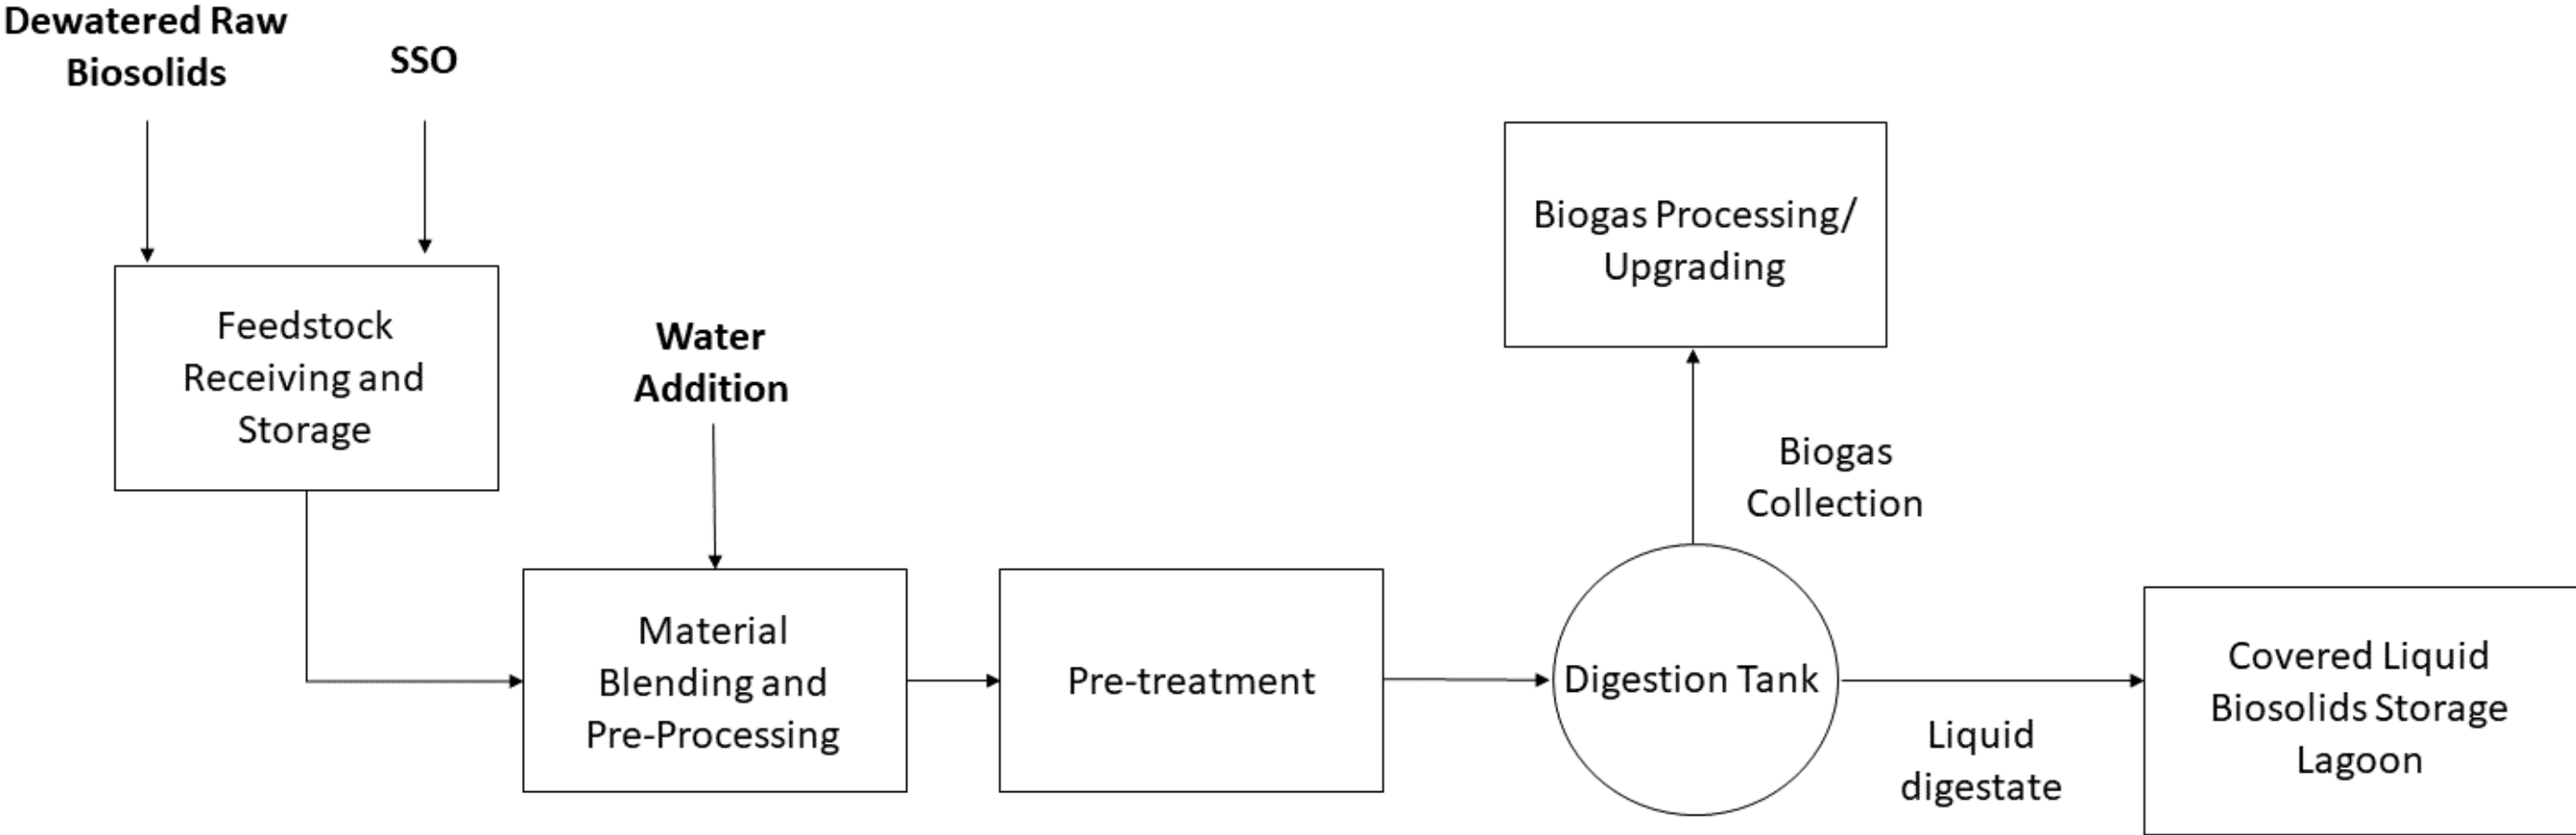 Dewatered Raw
Biosolids
SSO
Feedstock
Receiving and
Storage
Water
Addition
Material
Blending and
Pre-Processing
Pre-treatment
Digestion Tank
Biogas
Collection
Biogas Processing/
Upgrading
Liquid
digestate
Covered Liquid
Biosolids Storage
Lagoon